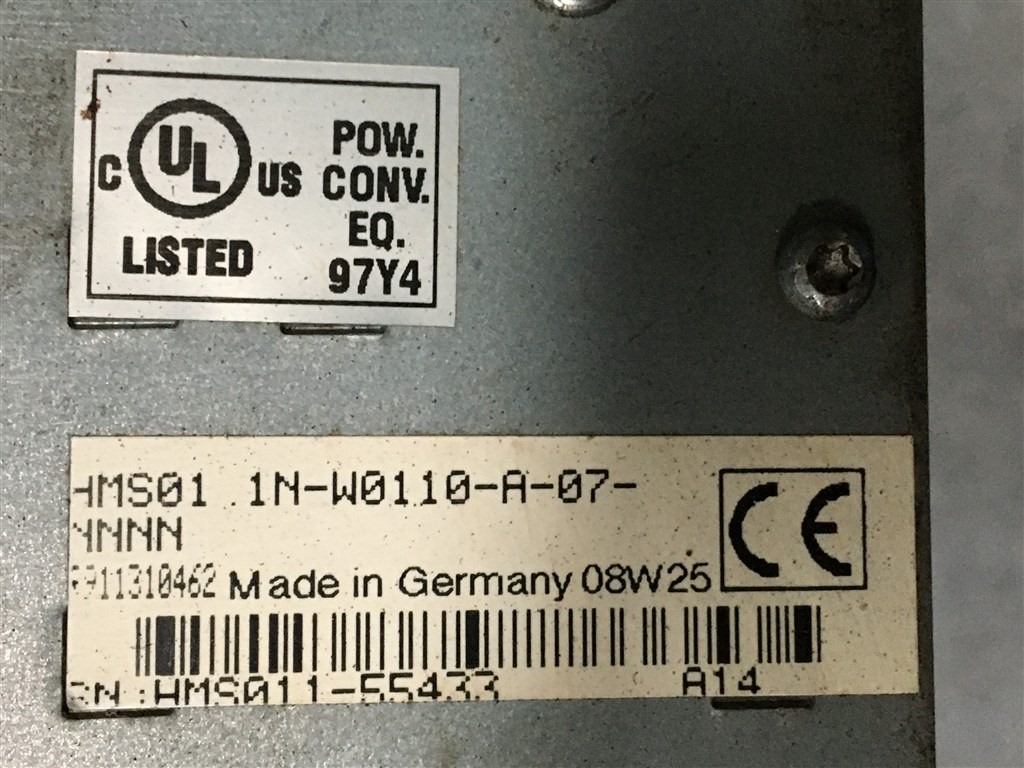 C UL US
LISTED
POW.
CONV.
EQ.
97Y4
HMS01.1N-W0110-A-07-
NNNN
R911310462 Made in Germany 08W25
CE
SN:HMS011-55433 A14